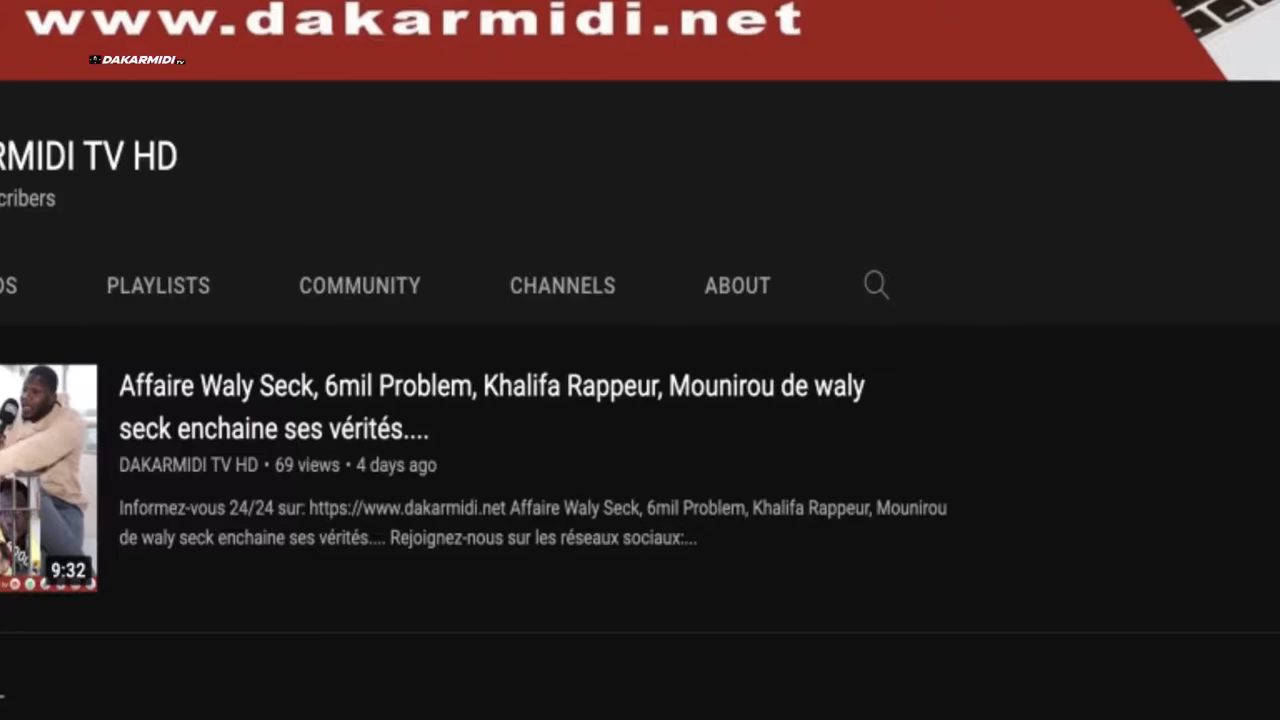 www.dakarmidi.net
DAKARMIDI TV
RMIDI TV HD
cribers
OS PLAYLISTS COMMUNITY CHANNELS ABOUT
Affaire Waly Seck, 6mil Problem, Khalifa Rappeur, Mounirou de waly
seck enchaine ses vérités....
DAKARMIDI TV HD • 69 views • 4 days ago
Informez-vous 24/24 sur: https://www.dakarmidi.net Affaire Waly Seck, 6mil Problem, Khalifa Rappeur, Mounirou
de waly seck enchaine ses vérités.... Rejoignez-nous sur les réseaux sociaux:...
9:32